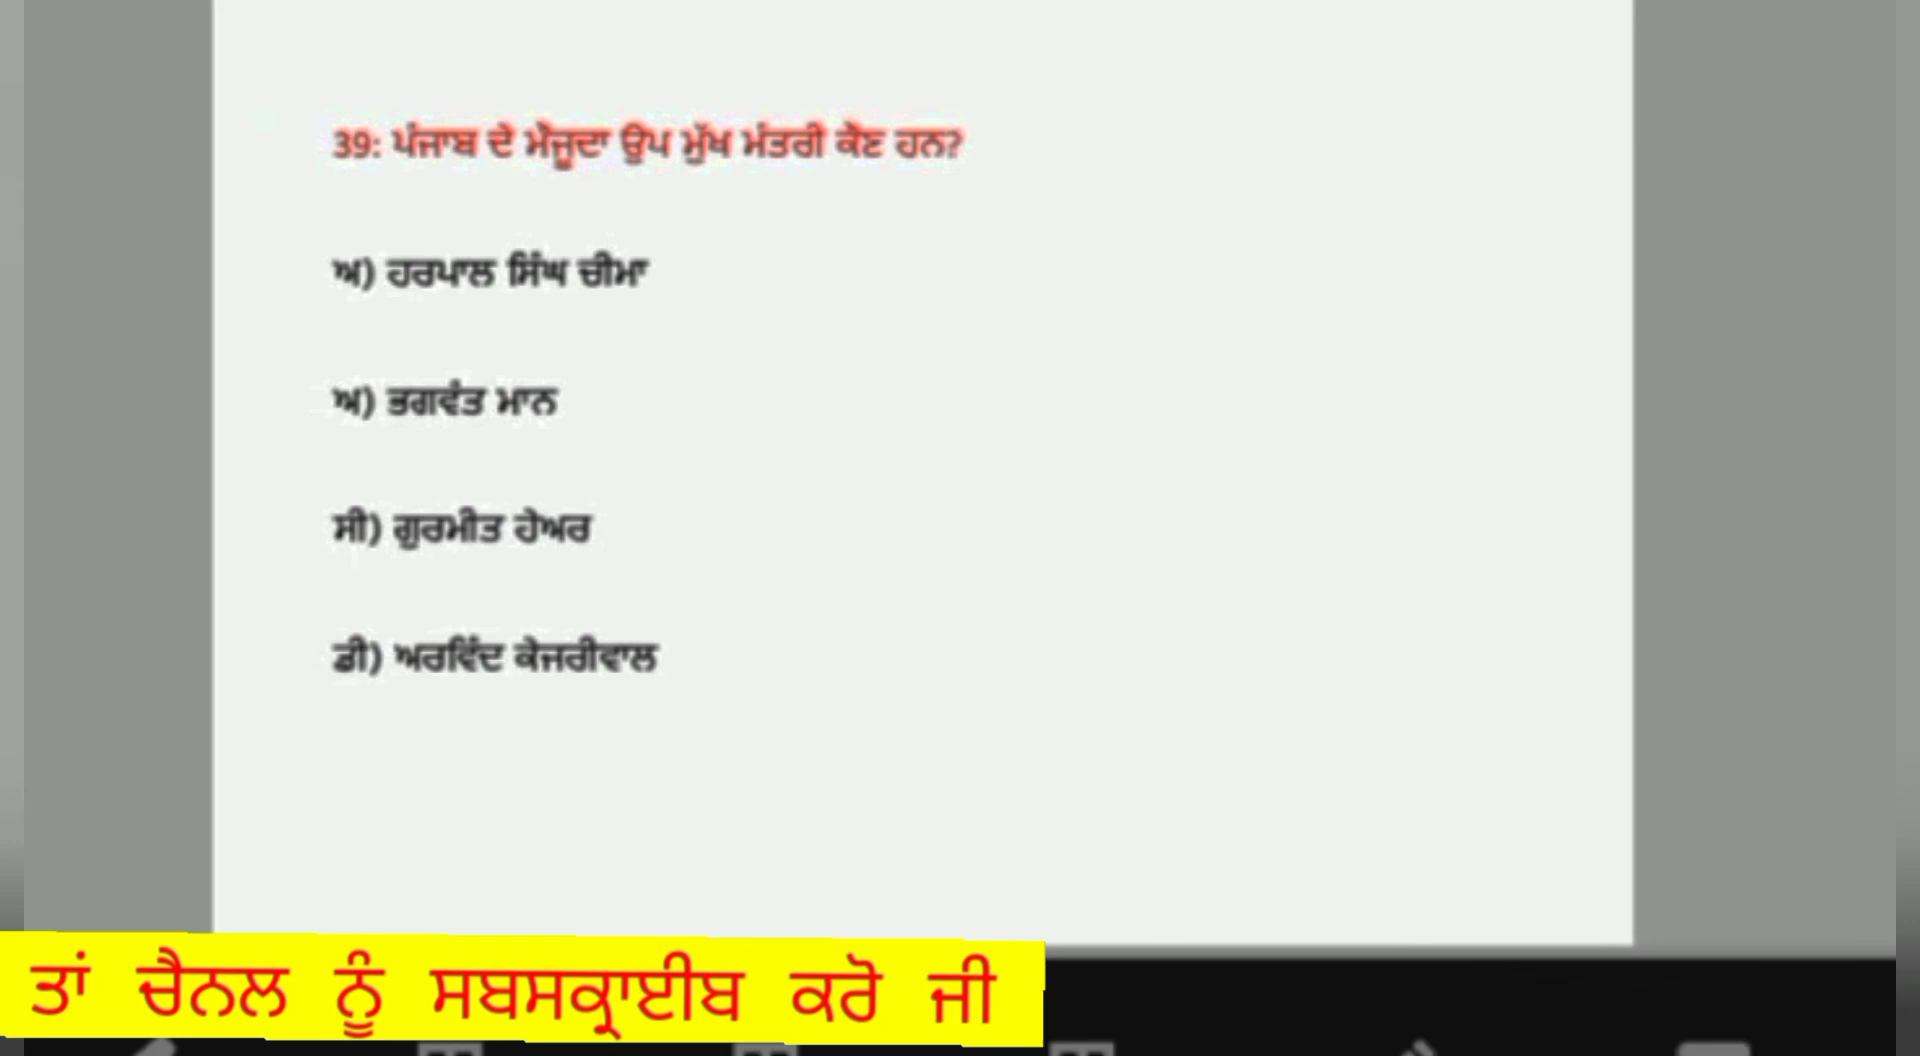 39: ਪੰਜਾਬ ਦੇ ਮੌਜੂਦਾ ਉਪ ਮੁੱਖ ਮੰਤਰੀ ਕੌਣ ਹਨ?
ਅ) ਹਰਪਾਲ ਸਿੰਘ ਚੀਮਾ
ਅ) ਭਗਵੰਤ ਮਾਨ
ਸੀ) ਗੁਰਮੀਤ ਹੇਅਰ
ਡੀ) ਅਰਵਿੰਦ ਕੇਜਰੀਵਾਲ
ਤਾਂ ਚੈਨਲ ਨੂੰ ਸਬਸਕ੍ਰਾਈਬ ਕਰੋ ਜੀ